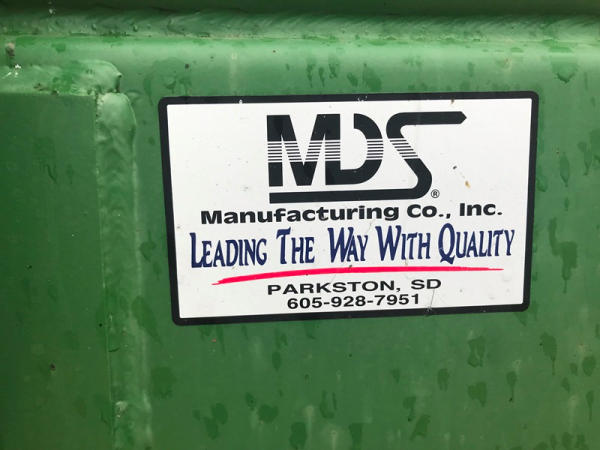 MDS®
Manufacturing Co., Inc.
LEADING THE WAY WITH QUALITY
PARKSTON, SD
605-928-7951